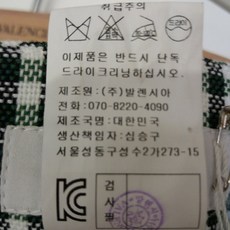 VALENCI
취급주의
이제품은 반드시 단독
드라이크리닝하십시오.
제조원 : (주)발렌시아
전화 : 070-8220-4090
제조국명 : 대한민국
생산책임자 : 심승구
서울성동구성수2가273-15
검
사
필